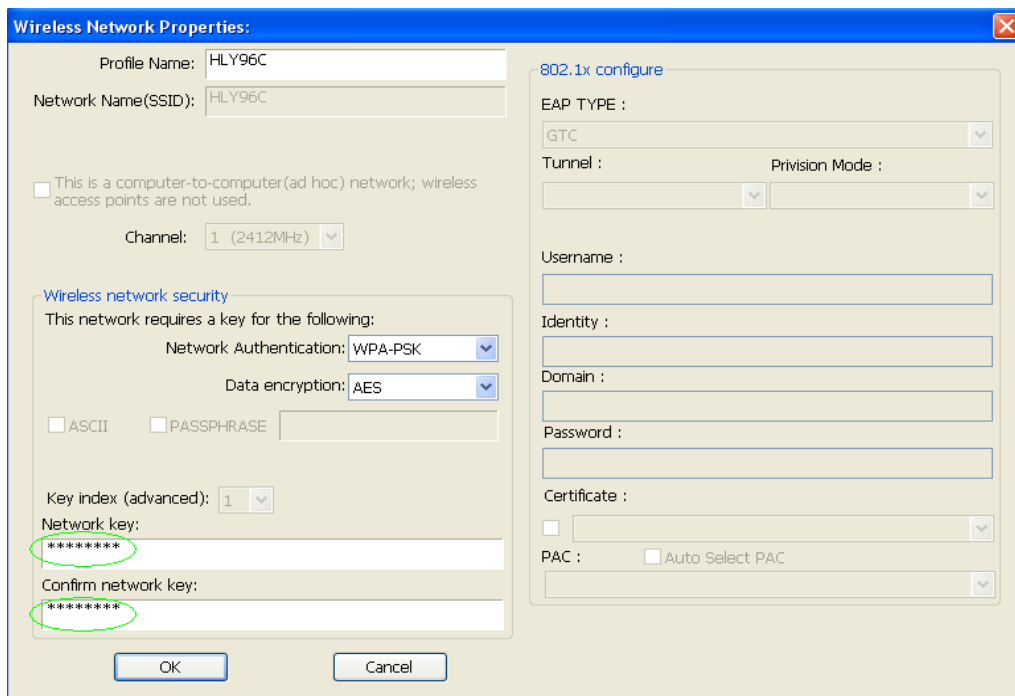 Wireless Network Properties:
Profile Name: HLY96C
Network Name(SSID): HLY96C
This is a computer-to-computer(ad hoc) network; wireless
access points are not used.
Channel: 1 (2412MHz)
Wireless network security
This network requires a key for the following:
Network Authentication: WPA-PSK
Data encryption: AES
ASCII PASSPHRASE
Key index (advanced): 1
Network key:
********
Confirm network key:
********
OK Cancel
802.1x configure
EAP TYPE :
GTC
Tunnel : Privision Mode :
Username :
Identity :
Domain :
Password :
Certificate :
PAC : Auto Select PAC